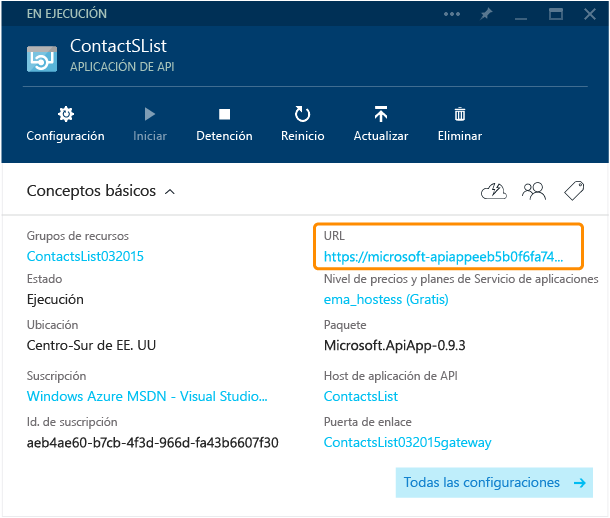 EN EJECUCIÓN
ContactSList
APLICACIÓN DE API
Configuración
Iniciar
Detención
Reinicio
Actualizar
Eliminar
Conceptos básicos
Grupos de recursos
ContactsList032015
Estado
Ejecución
Ubicación
Centro-Sur de EE. UU
Suscripción
Windows Azure MSDN - Visual Studio...
Id. de suscripción
aeb4ae60-b7cb-4f3d-966d-fa43b6607f30
URL
https://microsoft-apiappeeb5b0f6fa74...
Nivel de precios y planes de Servicio de aplicaciones
ema_hostess (Gratis)
Paquete
Microsoft.ApiApp-0.9.3
Host de aplicación de API
ContactsList
Puerta de enlace
ContactsList032015gateway
Todas las configuraciones